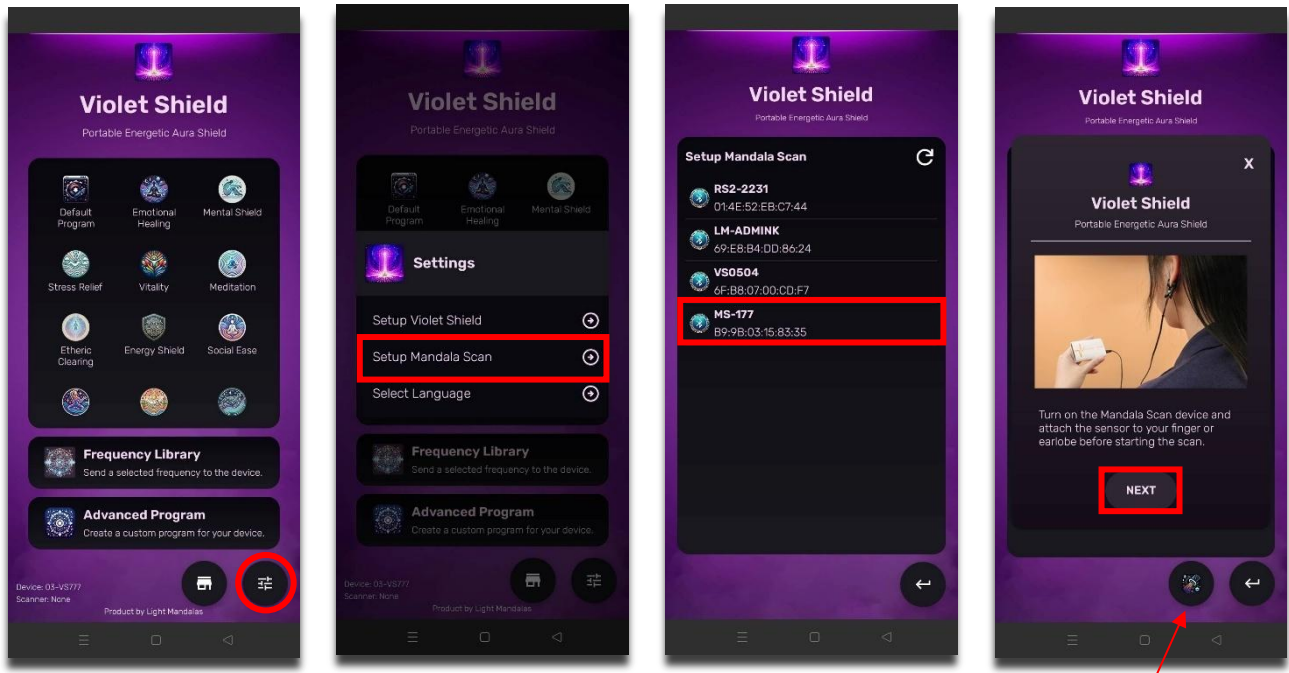 Violet Shield
Portable Energetic Aura Shield
Default
Program
Emotional
Healing
Mental Shield
Stress Relief
Vitality
Meditation
Etheric
Clearing
Energy Shield
Social Ease
Frequency Library
Send a selected frequency to the device.
Advanced Program
Create a custom program for your device.
Device: 03-VS777
Scanner: None
Product by Light Mandalas
Violet Shield
Portable Energetic Aura Shield
Default
Program
Emotional
Healing
Mental Shield
Settings
Setup Violet Shield
Setup Mandala Scan
Select Language
Frequency Library
Send a selected frequency to the device.
Advanced Program
Create a custom program for your device.
Device: 03-VS777
Scanner: None
Product by Light Mandalas
Violet Shield
Portable Energetic Aura Shield
Setup Mandala Scan
RS2-2231
01:4E:52:EB:C7:44
LM-ADMINK
69:E8:B4:DD:86:24
VS0504
6F:B8:07:00:CD:F7
MS-177
B9:9B:03:15:83:35
Violet Shield
Portable Energetic Aura Shield
X
Violet Shield
Portable Energetic Aura Shield
Turn on the Mandala Scan device and
attach the sensor to your finger or
earlobe before starting the scan.
NEXT